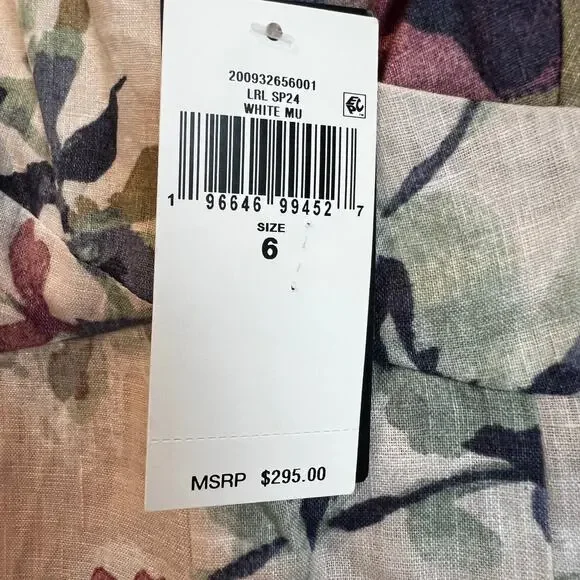 200932656001
LRL SP24
WHITE MU
1 96646 99452 7
SIZE
6
MSRP $295.00